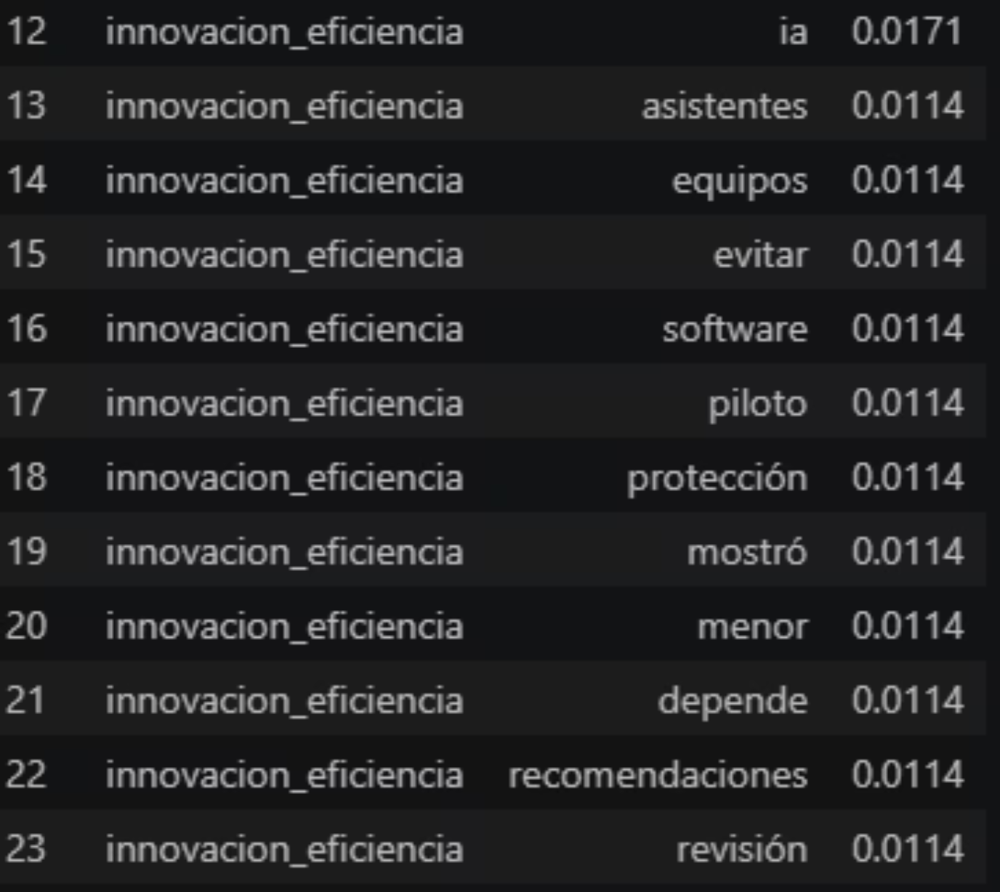 12 innovacion_eficiencia ia 0.0171
13 innovacion_eficiencia asistentes 0.0114
14 innovacion_eficiencia equipos 0.0114
15 innovacion_eficiencia evitar 0.0114
16 innovacion_eficiencia software 0.0114
17 innovacion_eficiencia piloto 0.0114
18 innovacion_eficiencia protección 0.0114
19 innovacion_eficiencia mostró 0.0114
20 innovacion_eficiencia menor 0.0114
21 innovacion_eficiencia depende 0.0114
22 innovacion_eficiencia recomendaciones 0.0114
23 innovacion_eficiencia revisión 0.0114